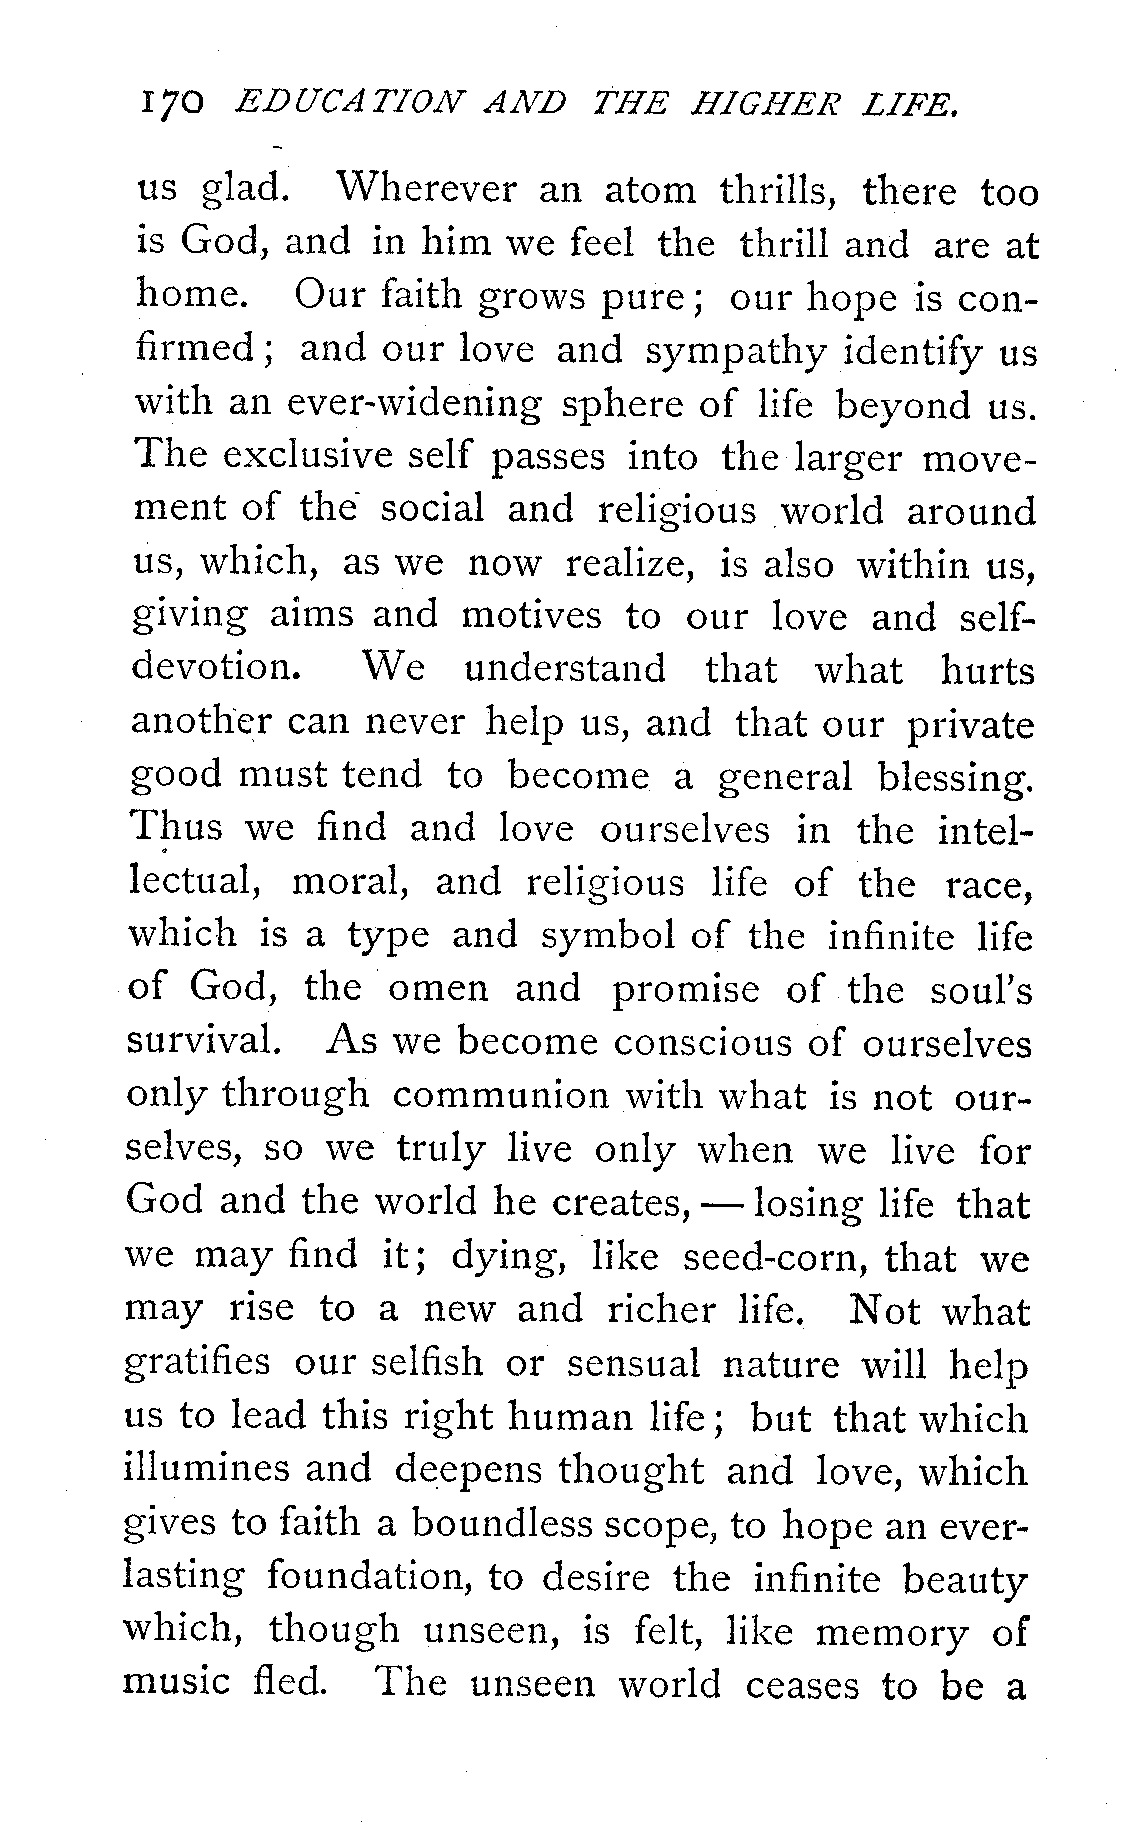 170 EDUCATION AND THE HIGHER LIFE.
us glad. Wherever an atom thrills, there too
is God, and in him we feel the thrill and are at
home. Our faith grows pure; our hope is con-
firmed; and our love and sympathy identify us
with an ever-widening sphere of life beyond us.
The exclusive self passes into the larger move-
ment of the social and religious world around
us, which, as we now realize, is also within us,
giving aims and motives to our love and self-
devotion. We understand that what hurts
another can never help us, and that our private
good must tend to become a general blessing.
Thus we find and love ourselves in the intel-
lectual, moral, and religious life of the race,
which is a type and symbol of the infinite life
of God, the omen and promise of the soul's
survival. As we become conscious of ourselves
only through communion with what is not our-
selves, so we truly live only when we live for
God and the world he creates, — losing life that
we may find it; dying, like seed-corn, that we
may rise to a new and richer life. Not what
gratifies our selfish or sensual nature will help
us to lead this right human life; but that which
illumines and deepens thought and love, which
gives to faith a boundless scope, to hope an ever-
lasting foundation, to desire the infinite beauty
which, though unseen, is felt, like memory of
music fled. The unseen world ceases to be a